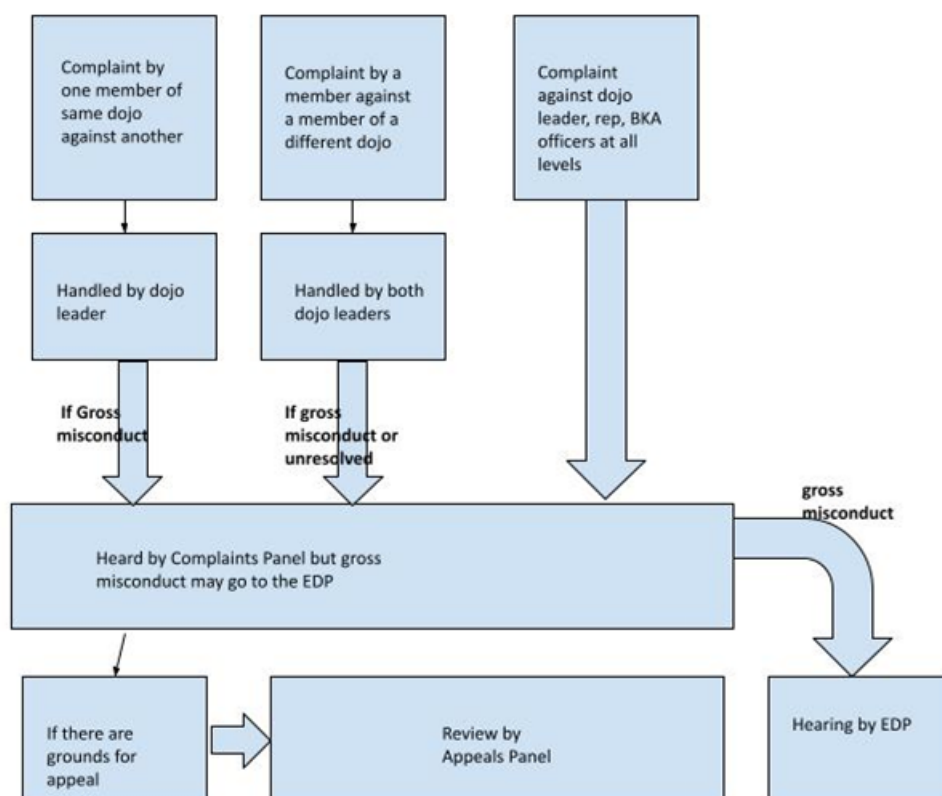 Complaint by
one member of
same dojo
against another
Complaint by a
member against
a member of a
different dojo
Complaint
against dojo
leader, rep, BKA
officers at all
levels
Handled by dojo
leader
Handled by both
dojo leaders
If Gross
misconduct
If gross
misconduct or
unresolved
gross
misconduct
Heard by Complaints Panel but gross
misconduct may go to the EDP
If there are
grounds for
appeal
Review by
Appeals Panel
Hearing by EDP